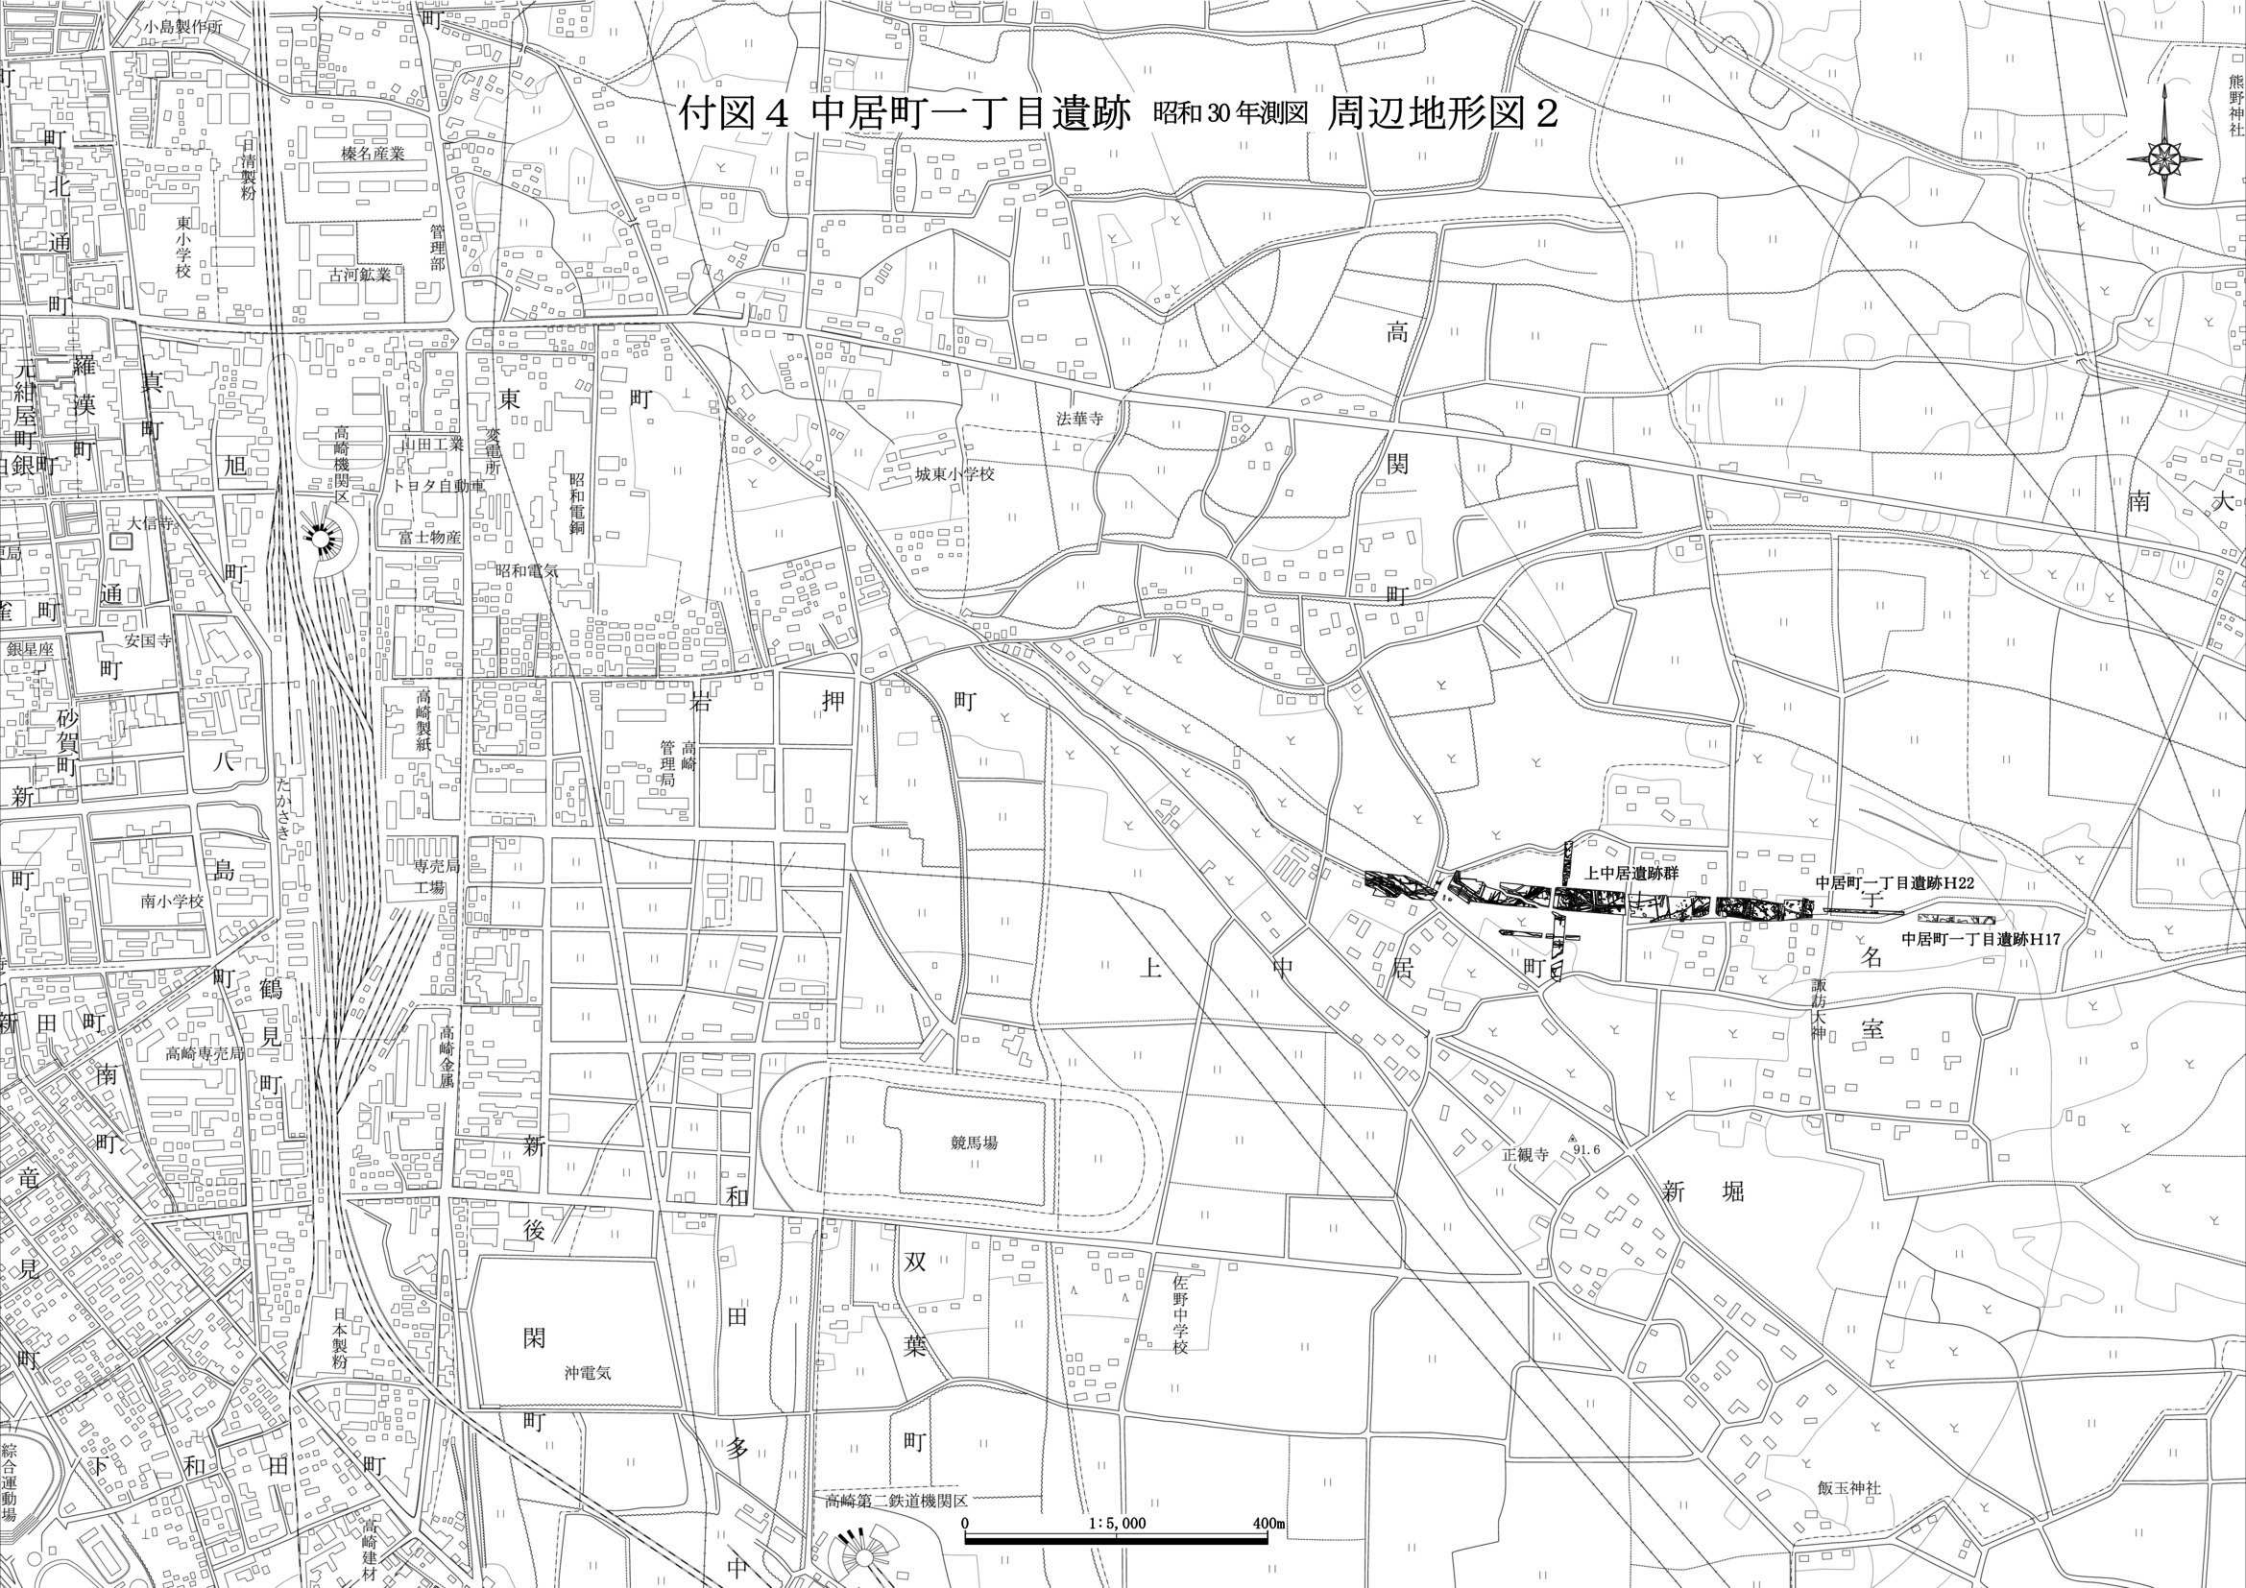 付図4 中居町一丁目遺跡 昭和30年測図 周辺地形図2
小島製作所
町
町
熊野神社
日清製粉
榛名産業
町
北
通
町
東小学校
管理部
古河鉱業
高
関
町
元紺屋町
羅漢町
真町
東町
法華寺
城東小学校
高崎機関区
山田工業
変電所
トヨタ自動車
昭和電銅
銀町
旭町
大信寺
富士物産
昭和電気
南大
通町
町
安国寺
銀星座
岩押町
砂賀町
高崎製紙
高崎管理局
新
町
八島町
たかさき
専売局工場
南小学校
上中居遺跡群
中居町一丁目遺跡H22
中居町一丁目遺跡H17
上中居町
諏訪大神
名室
鶴見町
新田町
高崎専売局
高崎金属
南町
競馬場
正観寺
91.6
新堀
竜見町
新後閑町
和田多中
双葉町
佐野中学校
日本製粉
沖電気
下和田町
総合運動場
高崎建材
高崎第二鉄道機関区
飯玉神社
0 1:5,000 400m